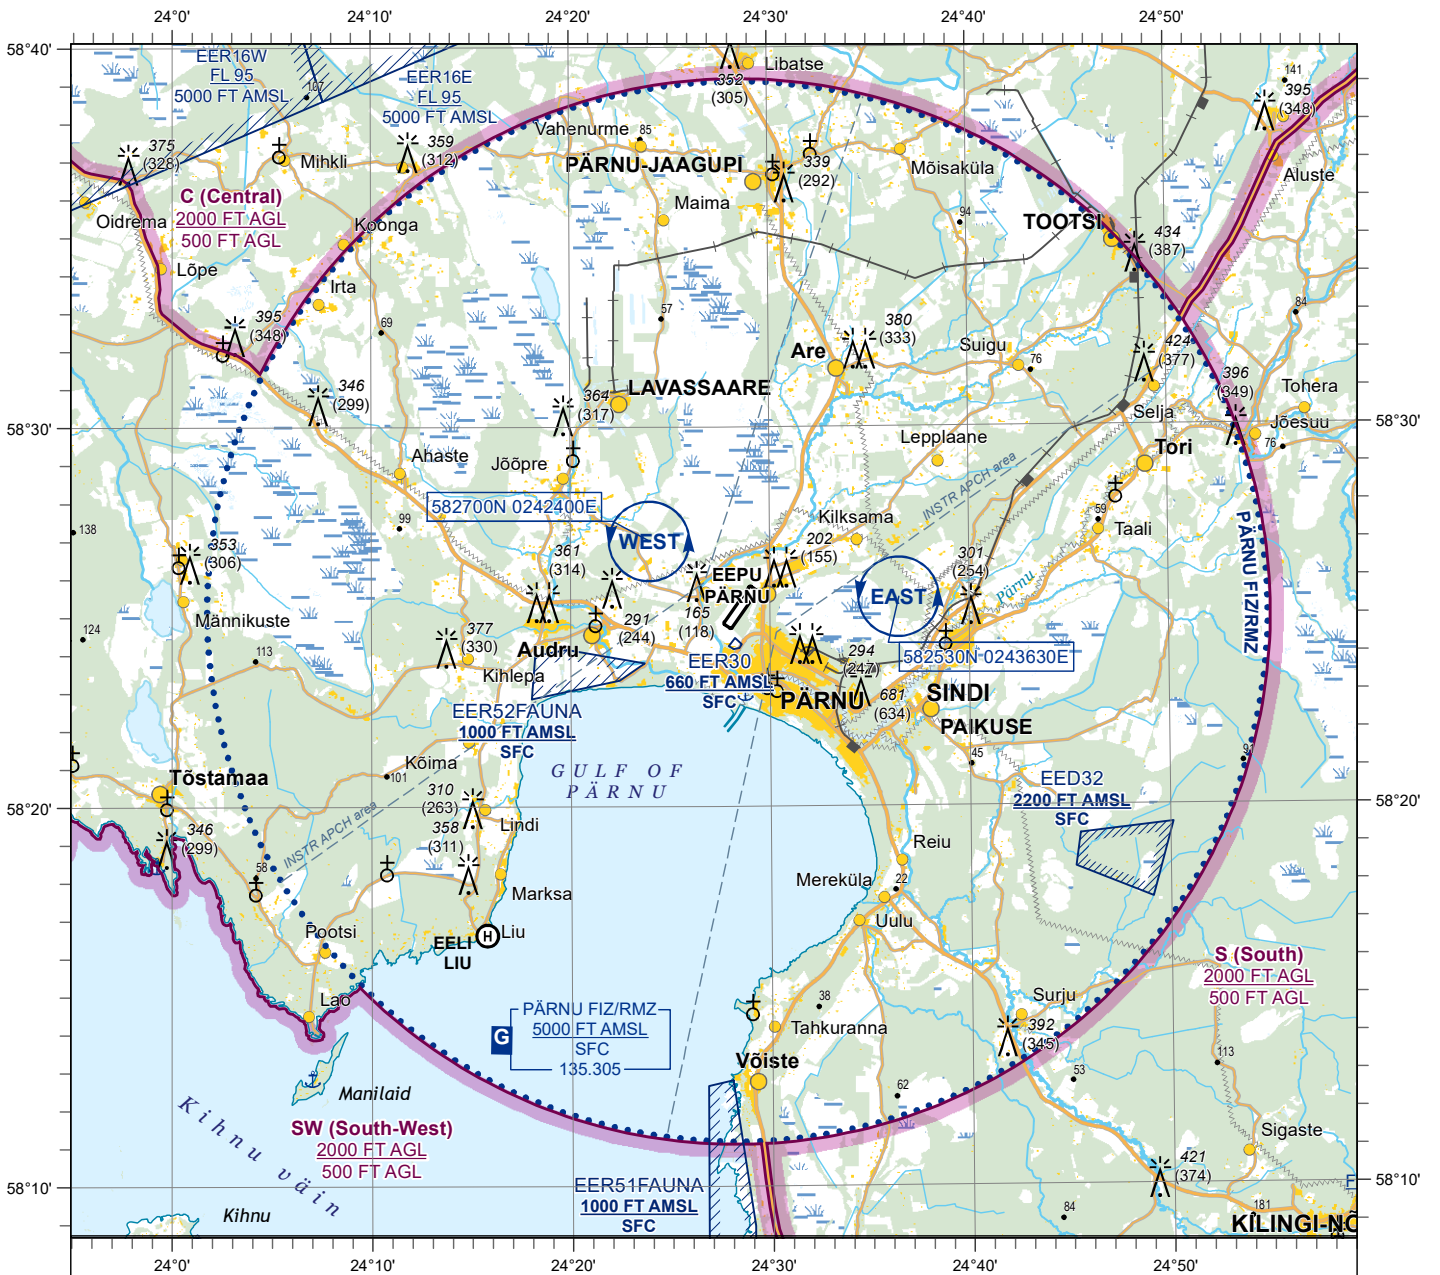 24°0'
24°10'
24°20'
24°30'
24°40'
24°50'
58°40'
EER16W
FL 95
5000 FT AMSL
EER16E
FL 95
5000 FT AMSL
352
(305)
Libatse
141
395
(348)
Aluste
375
(328)
Mihkli
359
(312)
Vahenurme
85
PÄRNU-JAAGUPI
339
(292)
Mõisaküla
Maima
94
TOOTSI
434
(387)
C (Central)
2000 FT AGL
500 FT AGL
Oidrema
Koonga
Lõpe
Irta
84
395
(348)
69
57
380
(333)
Are
Suigu
76
424
(377)
396
(349)
Tohera
346
(299)
364
(317)
LAVASSAARE
Selja
Jõesuu
76
58°30'
58°30'
Ahaste
Jõõpre
Lepplaane
Tori
INSTR APCH area
582700N 0242400E
99
138
Kilksama
59
Taali
WEST
202
(155)
301
(254)
PÄRNU FIZ/RMZ
353
(306)
361
(314)
EEPU
PÄRNU
EAST
Pärnu
Männikuste
124
113
377
(330)
291
(244)
165
(118)
Audru
Kihlepa
294
(247)
582530N 0243630E
EER30
660 FT AMSL
SFC
PÄRNU
681
(634)
SINDI
PAIKUSE
EER52FAUNA
1000 FT AMSL
SFC
45
91
Kõima
101
GULF OF
PÄRNU
EED32
2200 FT AMSL
SFC
Tõstamaa
310
(263)
Lindi
358
(311)
58°20'
58°20'
346
(299)
INSTR APCH area
58
Reiu
Mereküla
22
Marksa
Uulu
Pootsi
EELI
LIU
H
Liu
S (South)
2000 FT AGL
500 FT AGL
Lao
38
Surju
392
(345)
Tahkuranna
G
PÄRNU FIZ/RMZ
5000 FT AMSL
SFC
135.305
Võiste
113
53
62
Manilaid
Kihnu väin
SW (South-West)
2000 FT AGL
500 FT AGL
Sigaste
421
(374)
58°10'
58°10'
EER51FAUNA
1000 FT AMSL
SFC
84
181
KILINGI-NÕ
Kihnu
24°0'
24°10'
24°20'
24°30'
24°40'
24°50'